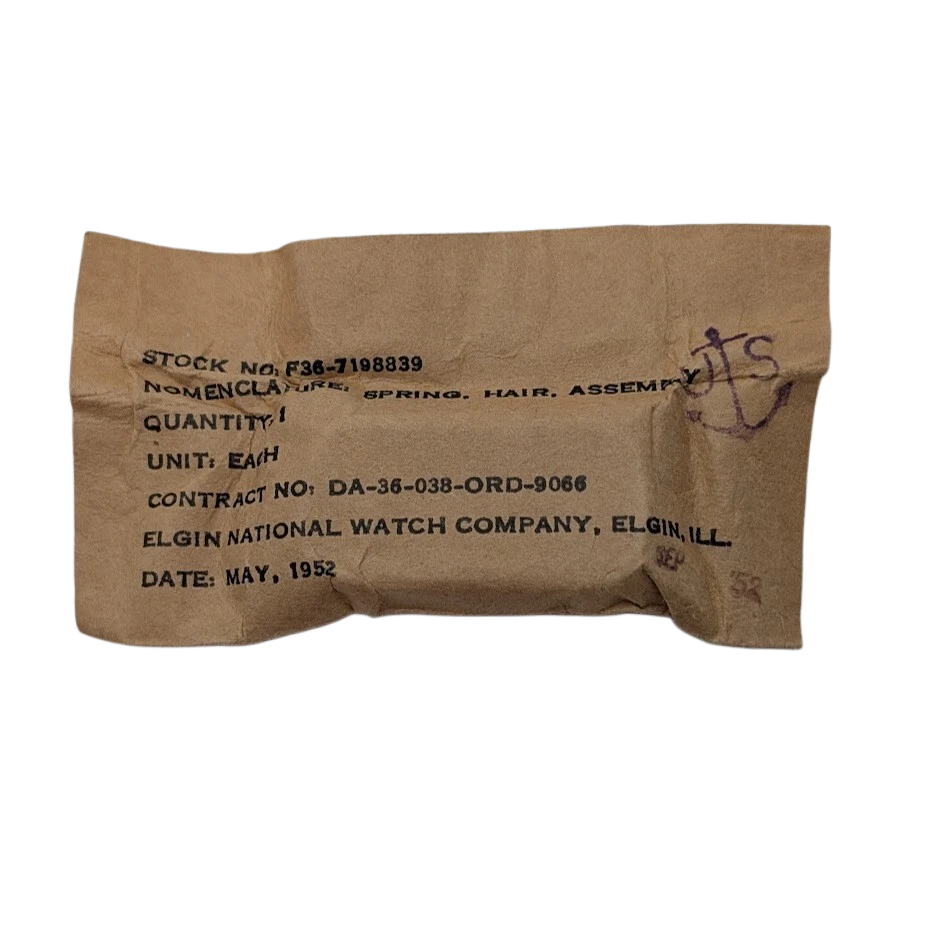 STOCK NO: F36-7198839
NOMENCLATURE: SPRING, HAIR, ASSEMBLY
QUANTITY: 1
UNIT: EACH
CONTRACT NO: DA-36-038-ORD-9066
ELGIN NATIONAL WATCH COMPANY, ELGIN, ILL.
DATE: MAY, 1952
US
SEP '52